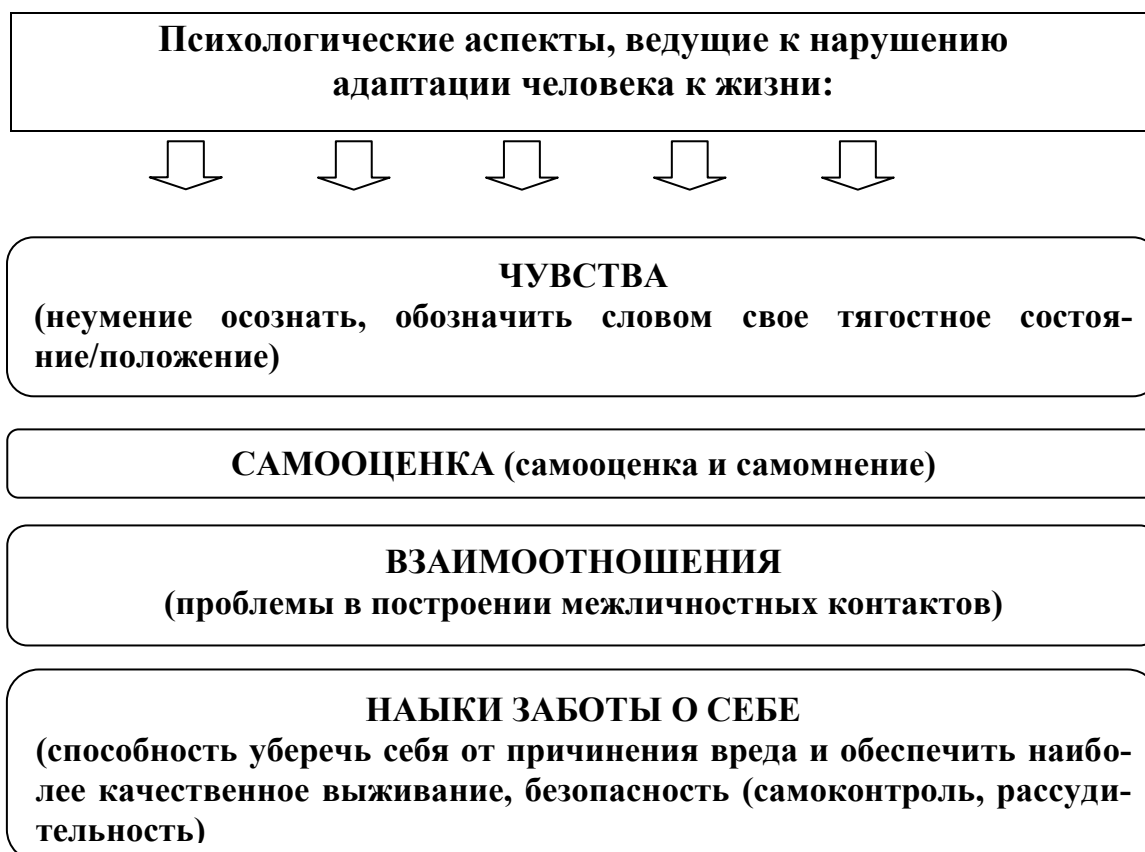 Психологические аспекты, ведущие к нарушению
адаптации человека к жизни:
ЧУВСТВА
(неумение осознать, обозначить словом свое тягостное состоя-
ние/положение)
САМООЦЕНКА (самооценка и самомнение)
ВЗАИМООТНОШЕНИЯ
(проблемы в построении межличностных контактов)
НАЫКИ ЗАБОТЫ О СЕБЕ
(способность уберечь себя от причинения вреда и обеспечить наибо-
лее качественное выживание, безопасность (самоконтроль, рассуди-
тельность)